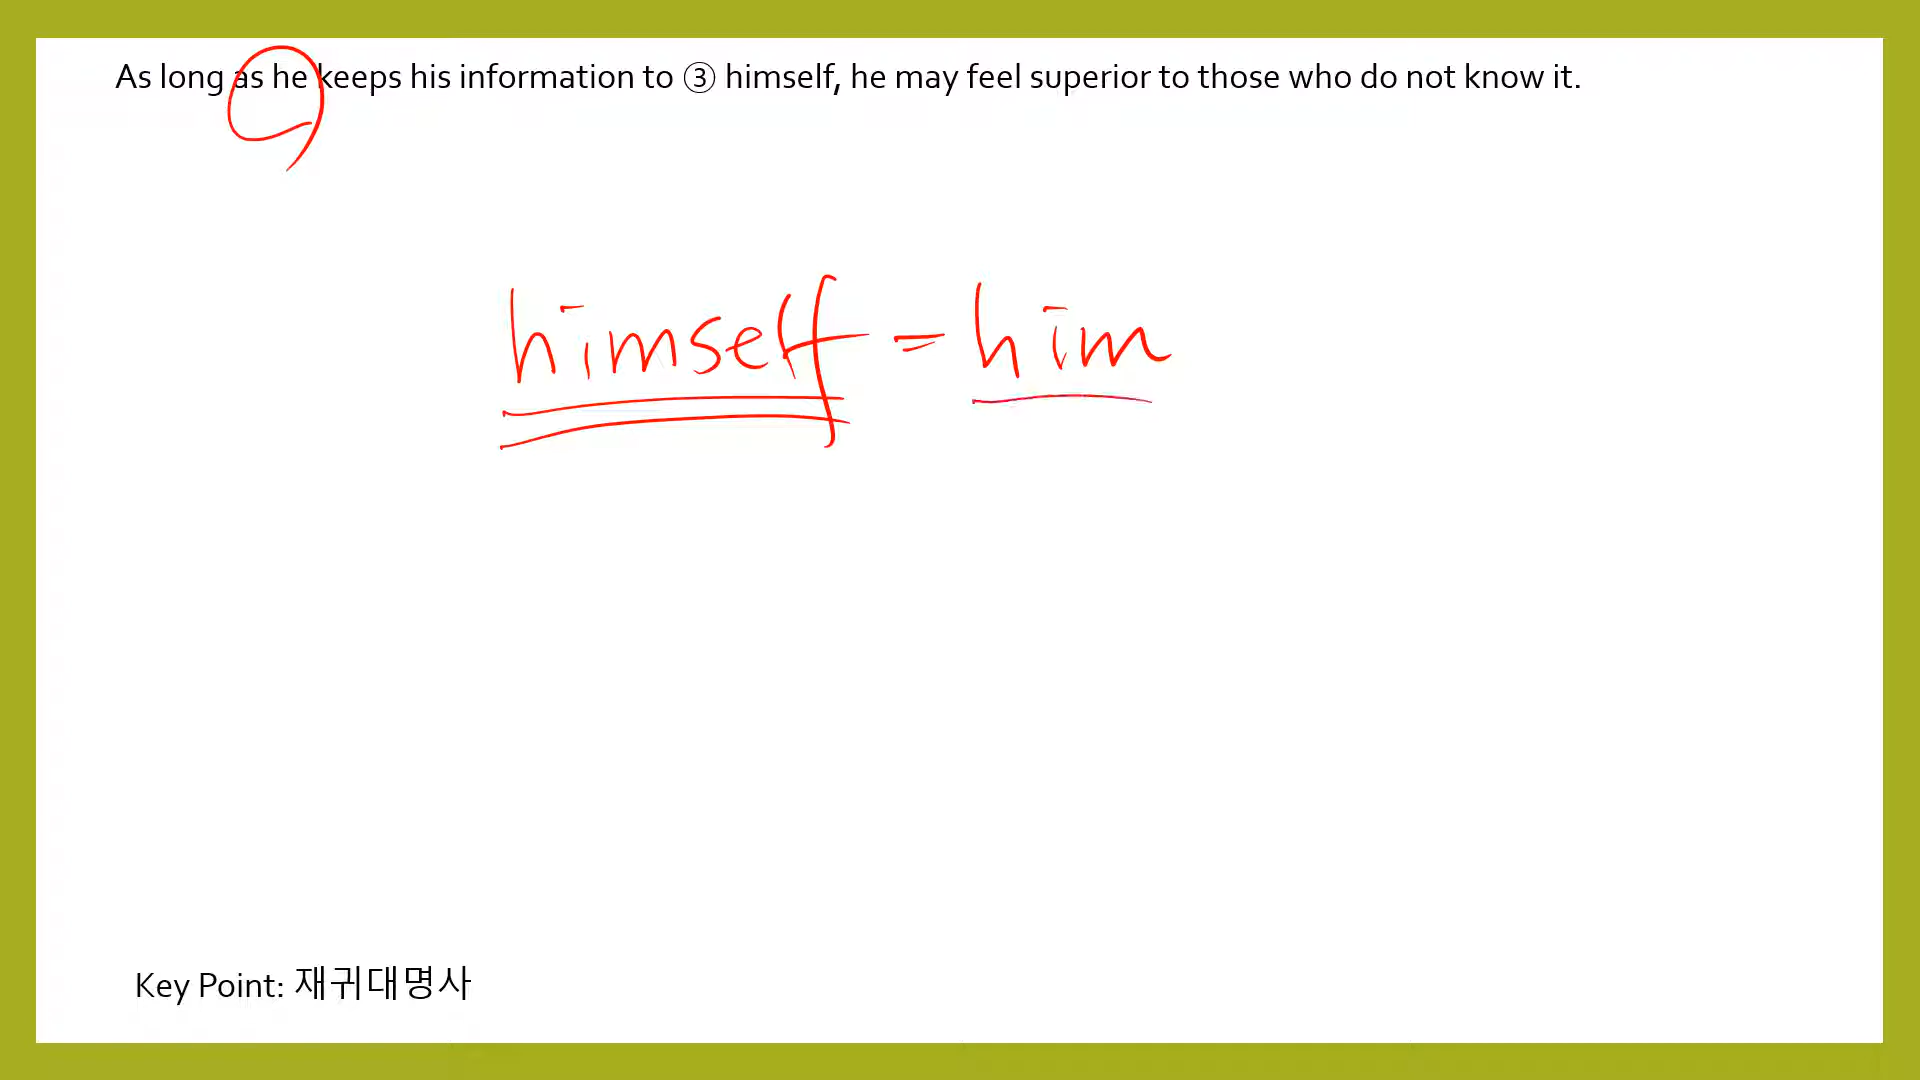 As long as he keeps his information to ③ himself, he may feel superior to those who do not know it.
himself = him
Key Point: 재귀대명사